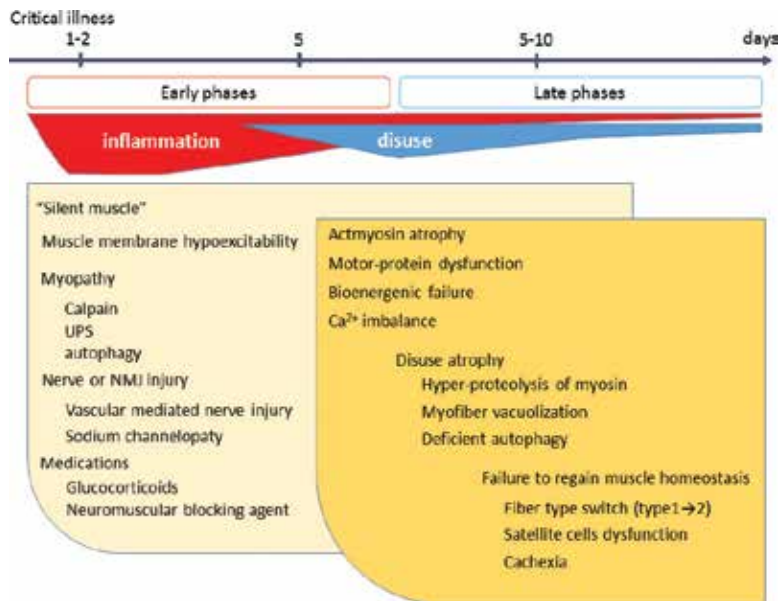 Critical illness
1-2 5 5-10 days
Early phases Late phases
inflammation disuse
"Silent muscle"
Muscle membrane hypoexcitability
Myopathy
Calpain
UPS
autophagy
Nerve or NMJ injury
Vascular mediated nerve injury
Sodium channelopaty
Medications
Glucocorticoids
Neuromuscular blocking agent
Actmyosin atrophy
Motor-protein dysfunction
Bioenergenic failure
Ca²⁺ imbalance
Disuse atrophy
Hyper-proteolysis of myosin
Myofiber vacuolization
Deficient autophagy
Failure to regain muscle homeostasis
Fiber type switch (type1→2)
Satellite cells dysfunction
Cachexia